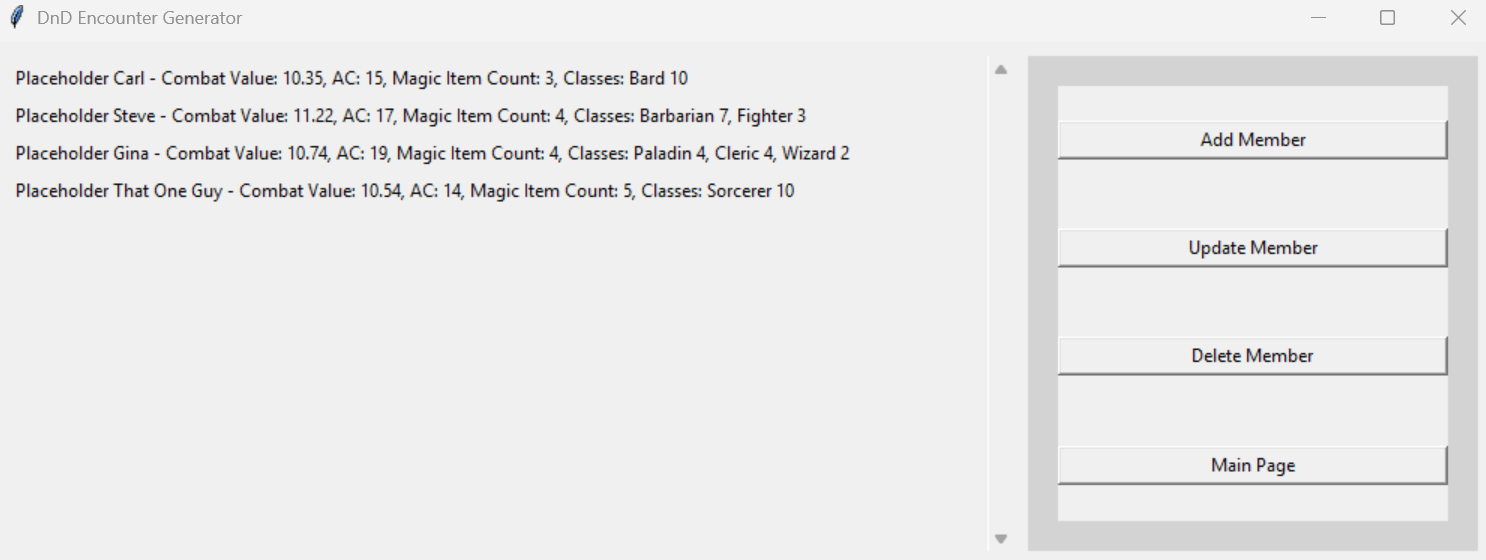 DnD Encounter Generator
Placeholder Carl - Combat Value: 10.35, AC: 15, Magic Item Count: 3, Classes: Bard 10
Placeholder Steve - Combat Value: 11.22, AC: 17, Magic Item Count: 4, Classes: Barbarian 7, Fighter 3
Placeholder Gina - Combat Value: 10.74, AC: 19, Magic Item Count: 4, Classes: Paladin 4, Cleric 4, Wizard 2
Placeholder That One Guy - Combat Value: 10.54, AC: 14, Magic Item Count: 5, Classes: Sorcerer 10
Add Member
Update Member
Delete Member
Main Page